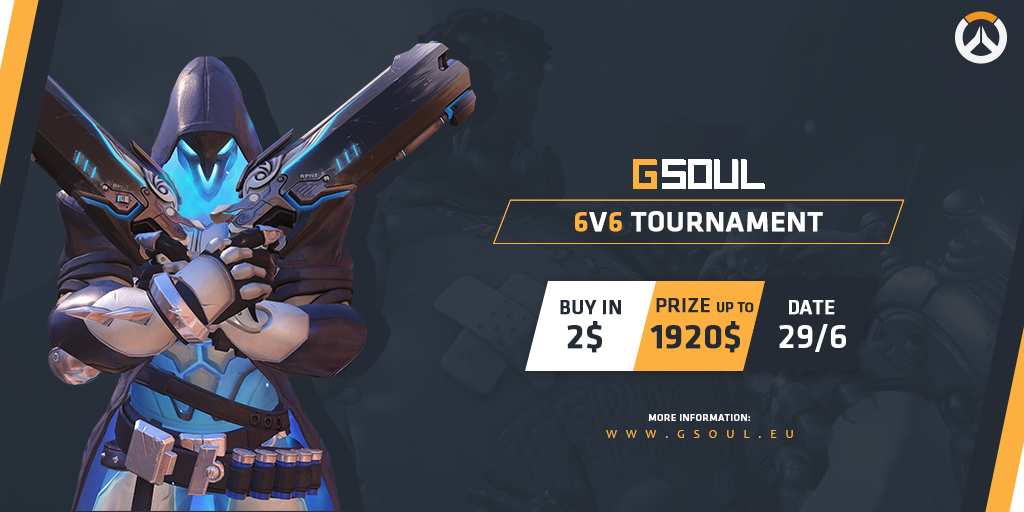 GSOUL
6V6 TOURNAMENT
BUY IN
2$
PRIZE UP TO
1920$
DATE
29/6
MORE INFORMATION:
WWW.GSOUL.EU